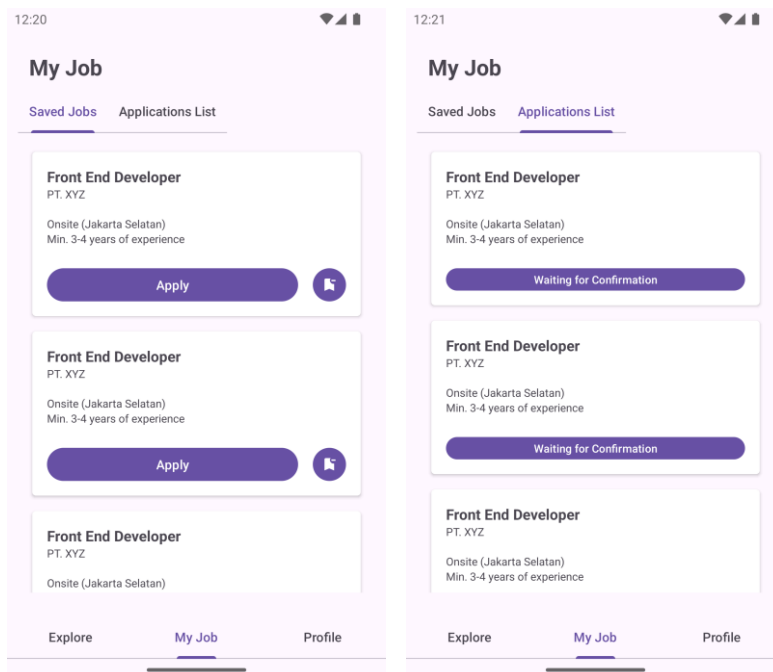 12:20
My Job
Saved Jobs Applications List
Front End Developer
PT. XYZ
Onsite (Jakarta Selatan)
Min. 3-4 years of experience
Apply
Front End Developer
PT. XYZ
Onsite (Jakarta Selatan)
Min. 3-4 years of experience
Apply
Front End Developer
PT. XYZ
Onsite (Jakarta Selatan)
Explore My Job Profile
12:21
My Job
Saved Jobs Applications List
Front End Developer
PT. XYZ
Onsite (Jakarta Selatan)
Min. 3-4 years of experience
Waiting for Confirmation
Front End Developer
PT. XYZ
Onsite (Jakarta Selatan)
Min. 3-4 years of experience
Waiting for Confirmation
Front End Developer
PT. XYZ
Onsite (Jakarta Selatan)
Min. 3-4 years of experience
Explore My Job Profile